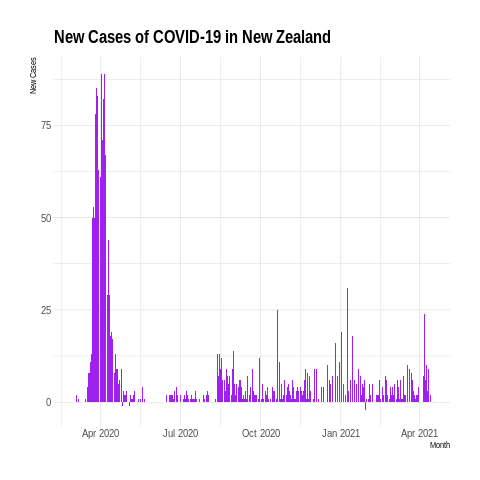 New Cases of COVID-19 in New Zealand
New Cases
75
50
25
0
Apr 2020 Jul 2020 Oct 2020 Jan 2021 Apr 2021
Month